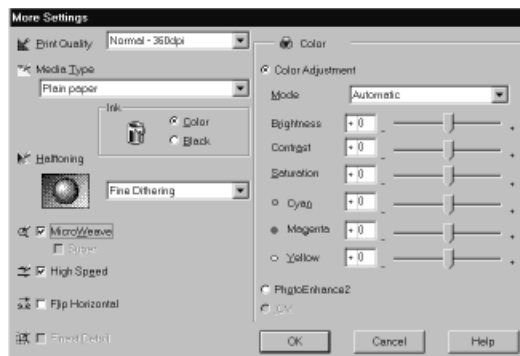 More Settings
Print Quality
Normal - 360dpi
Media Type
Plain paper
Ink
Color
Black
Halftoning
Fine Dithering
MicroWeave
Super
High Speed
Flip Horizontal
Finest Detail
Color
Color Adjustment
Mode
Automatic
Brightness + 0 - +
Contrast + 0 - +
Saturation + 0 - +
Cyan + 0 - +
Magenta + 0 - +
Yellow + 0 - +
PhotoEnhance2
OK Cancel Help